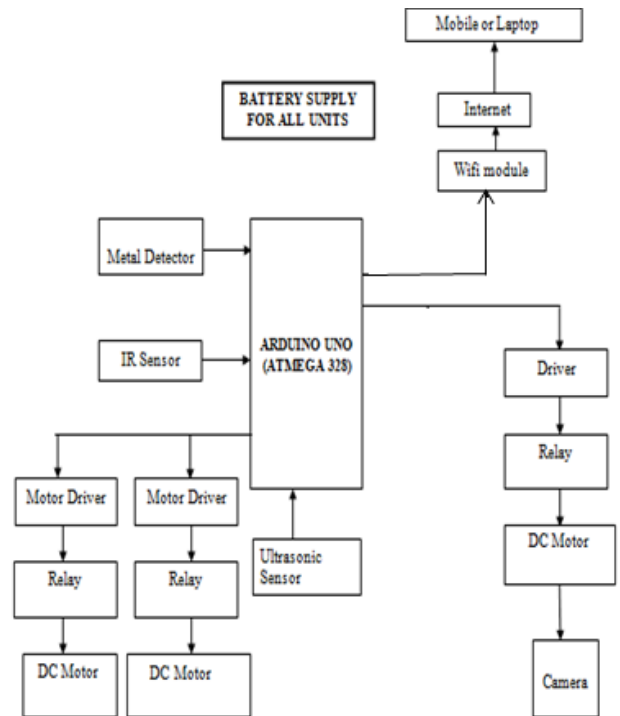 Mobile or Laptop
BATTERY SUPPLY
FOR ALL UNITS
Internet
Wifi module
Metal Detector
ARDUINO UNO
(ATMEGA 328)
IR Sensor
Driver
Relay
Motor Driver
Motor Driver
Ultrasonic
Sensor
DC Motor
Relay
Relay
DC Motor
DC Motor
Camera